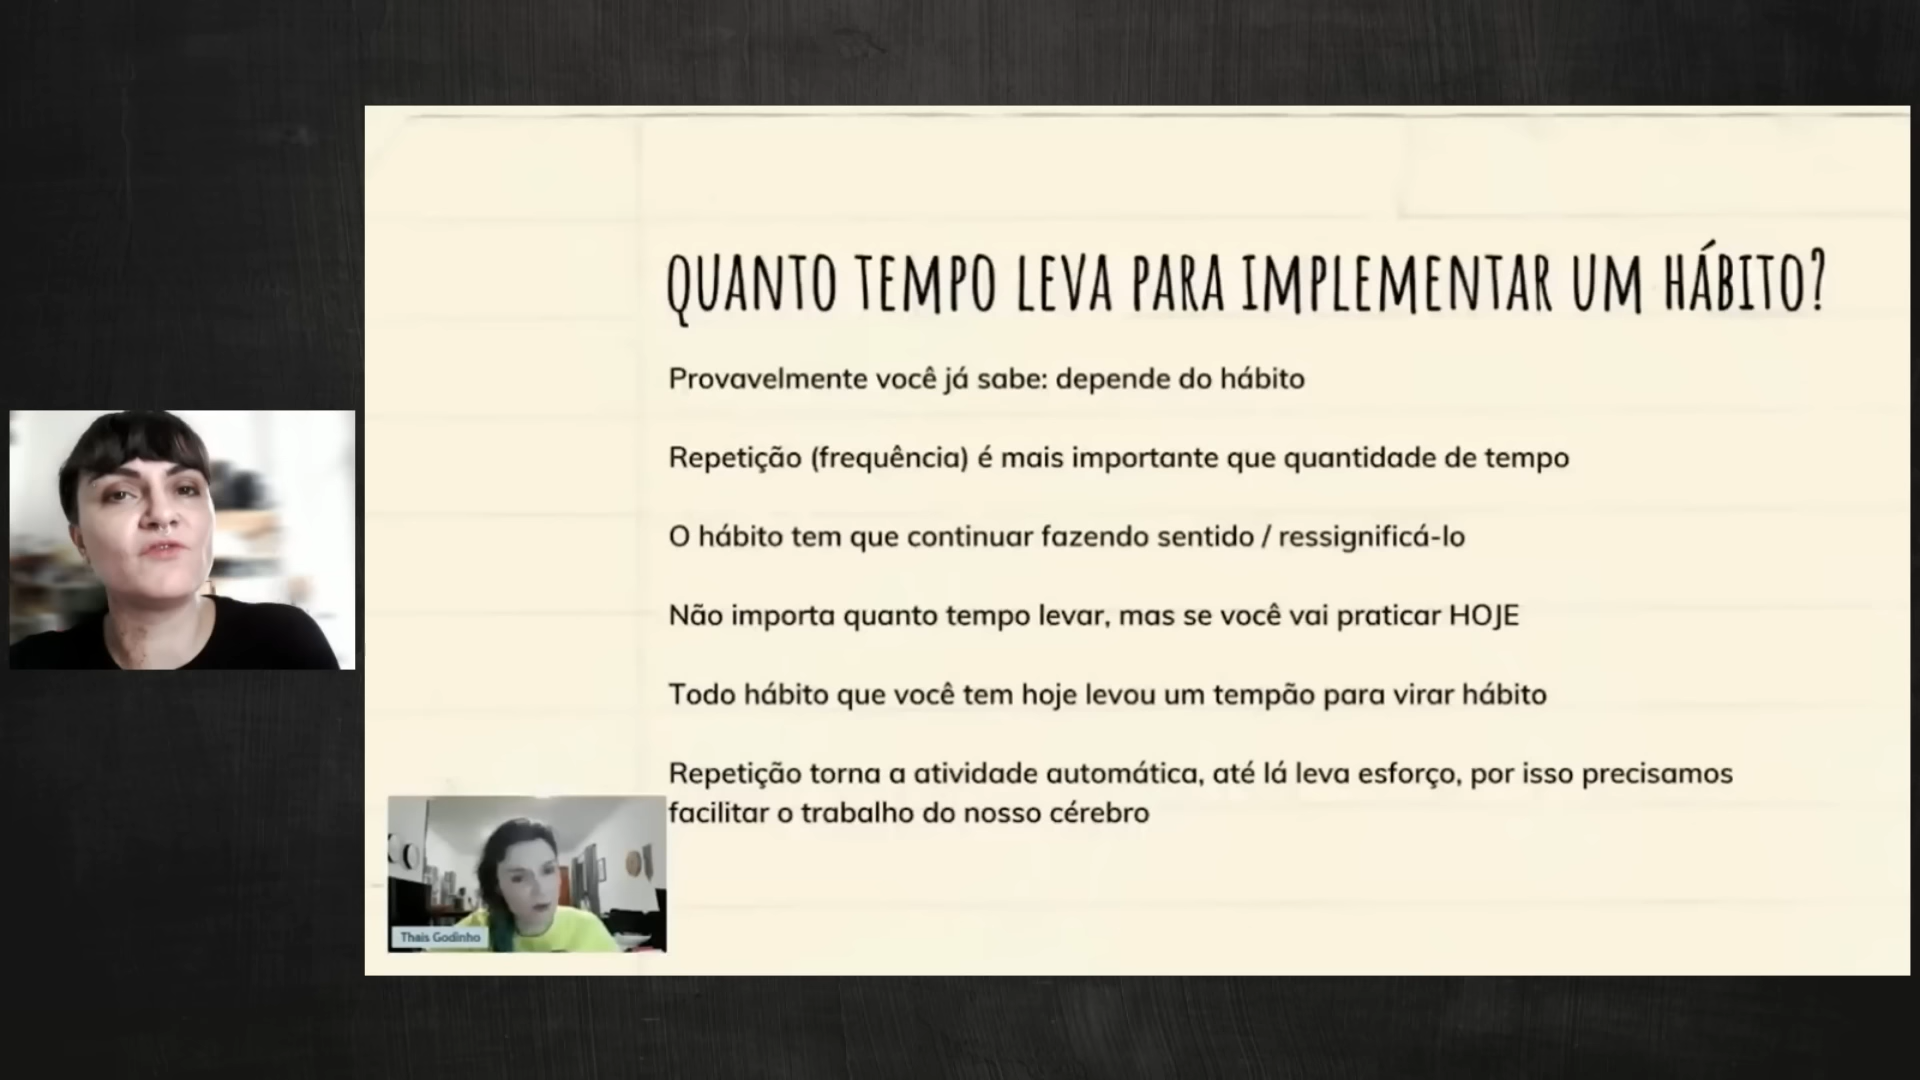 QUANTO TEMPO LEVA PARA IMPLEMENTAR UM HÁBITO?
Provavelmente você já sabe: depende do hábito
Repetição (frequência) é mais importante que quantidade de tempo
O hábito tem que continuar fazendo sentido / ressignificá-lo
Não importa quanto tempo levar, mas se você vai praticar HOJE
Todo hábito que você tem hoje levou um tempão para virar hábito
Repetição torna a atividade automática, até lá leva esforço, por isso precisamos
facilitar o trabalho do nosso cérebro
Thais Godinho